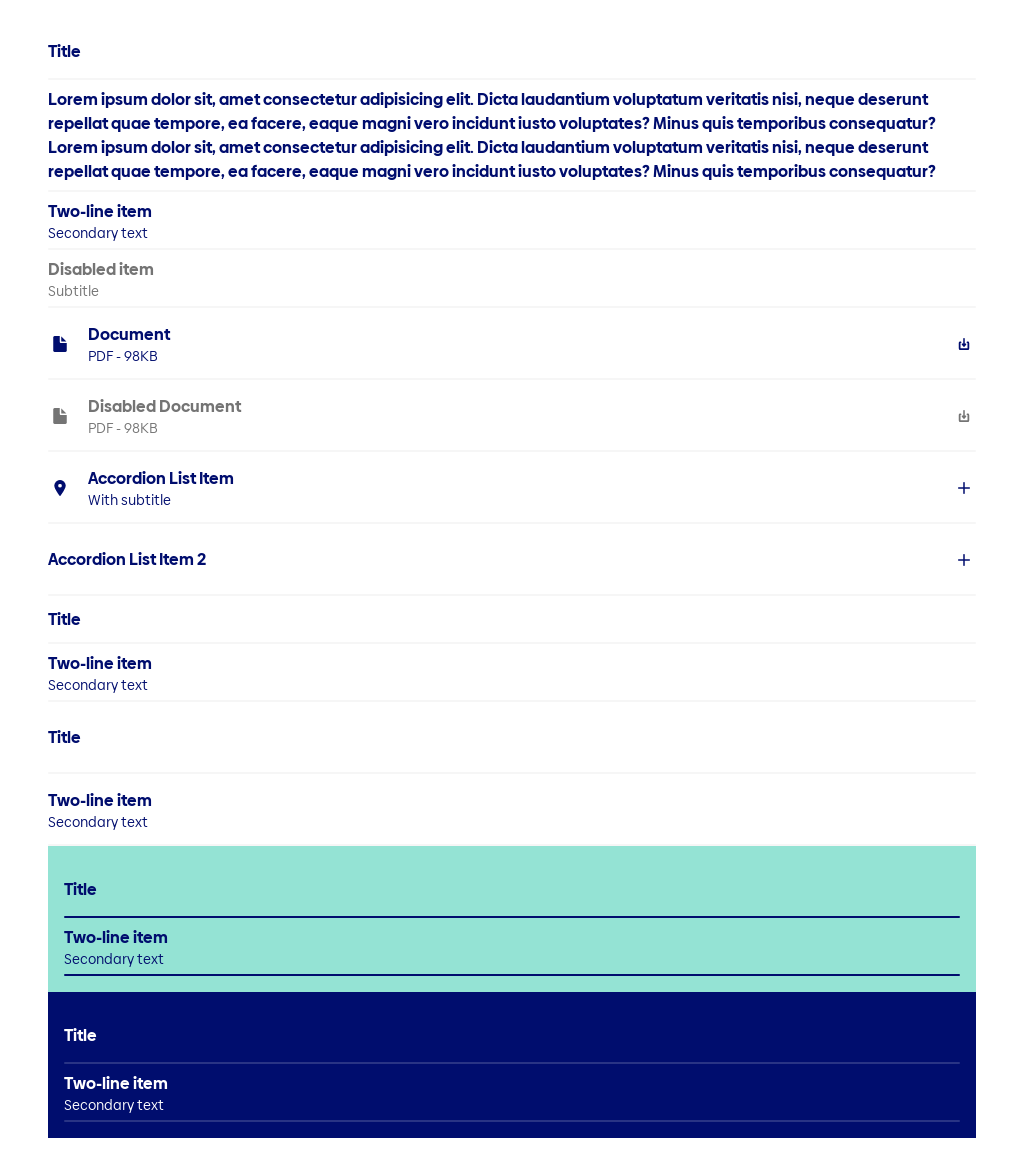 Title
Lorem ipsum dolor sit, amet consectetur adipisicing elit. Dicta laudantium voluptatum veritatis nisi, neque deserunt
repellat quae tempore, ea facere, eaque magni vero incidunt iusto voluptates? Minus quis temporibus consequatur?
Lorem ipsum dolor sit, amet consectetur adipisicing elit. Dicta laudantium voluptatum veritatis nisi, neque deserunt
repellat quae tempore, ea facere, eaque magni vero incidunt iusto voluptates? Minus quis temporibus consequatur?
Two-line item
Secondary text
Disabled item
Subtitle
Document
PDF - 98KB
Disabled Document
PDF - 98KB
Accordion List Item
With subtitle
Accordion List Item 2
Title
Two-line item
Secondary text
Title
Two-line item
Secondary text
Title
Two-line item
Secondary text
Title
Two-line item
Secondary text